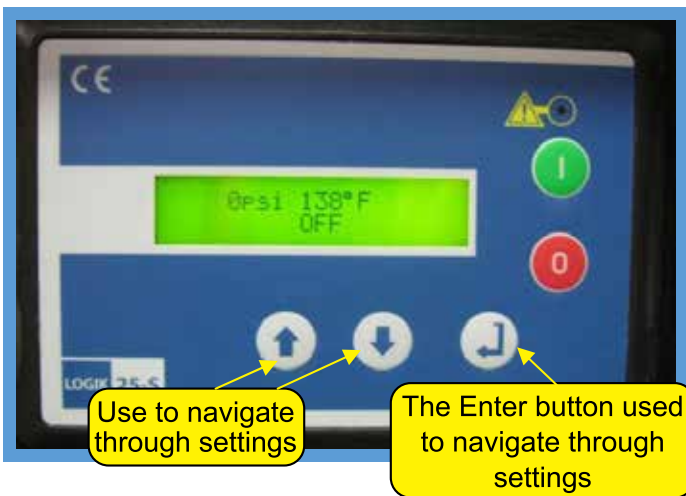 CE
I
0psi 138°F
OFF
O
LOGIK 25-S
Use to navigate
through settings
The Enter button used
to navigate through
settings